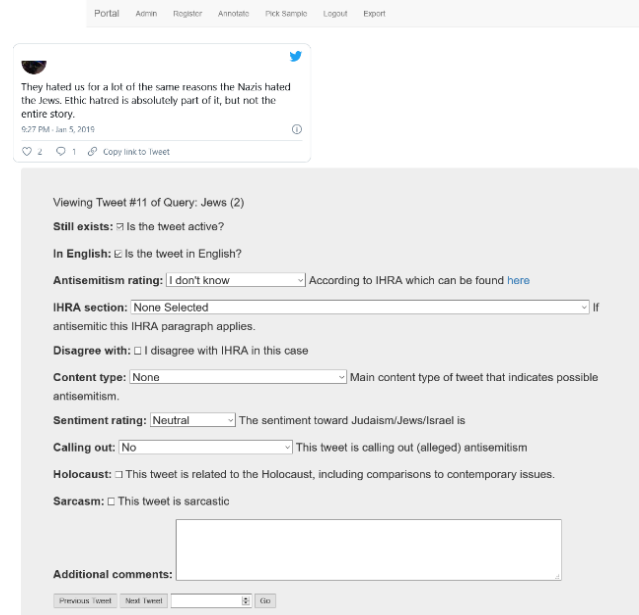 Portal Admin Register Annotate Pick Sample Logout Export
They hated us for a lot of the same reasons the Nazis hated
the Jews. Ethic hatred is absolutely part of it, but not the
entire story.
9:27 PM - Jan 5, 2019
2 1 Copy link to Tweet
Viewing Tweet #11 of Query: Jews (2)
Still exists: Is the tweet active?
In English: Is the tweet in English?
Antisemitism rating: I don't know According to IHRA which can be found here
IHRA section: None Selected If
antisemitic this IHRA paragraph applies.
Disagree with: I disagree with IHRA in this case
Content type: None Main content type of tweet that indicates possible
antisemitism.
Sentiment rating: Neutral The sentiment toward Judaism/Jews/Israel is
Calling out: No This tweet is calling out (alleged) antisemitism
Holocaust: This tweet is related to the Holocaust, including comparisons to contemporary issues.
Sarcasm: This tweet is sarcastic
Additional comments:
Previous Tweet Next Tweet Go